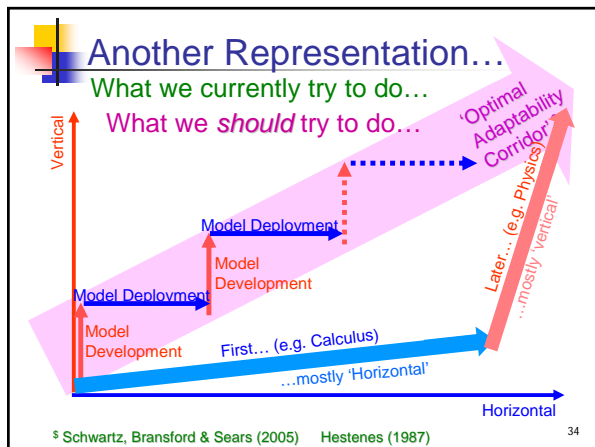 Another Representation…
What we currently try to do…
What we should try to do…
'Optimal
Adaptability
Corridor'$
Vertical
Model Deployment
Model
Development
Model Deployment
Model
Development
Later… (e.g. Physics)
…mostly 'vertical'
First… (e.g. Calculus)
…mostly 'Horizontal'
Horizontal
$ Schwartz, Bransford & Sears (2005) Hestenes (1987)
34